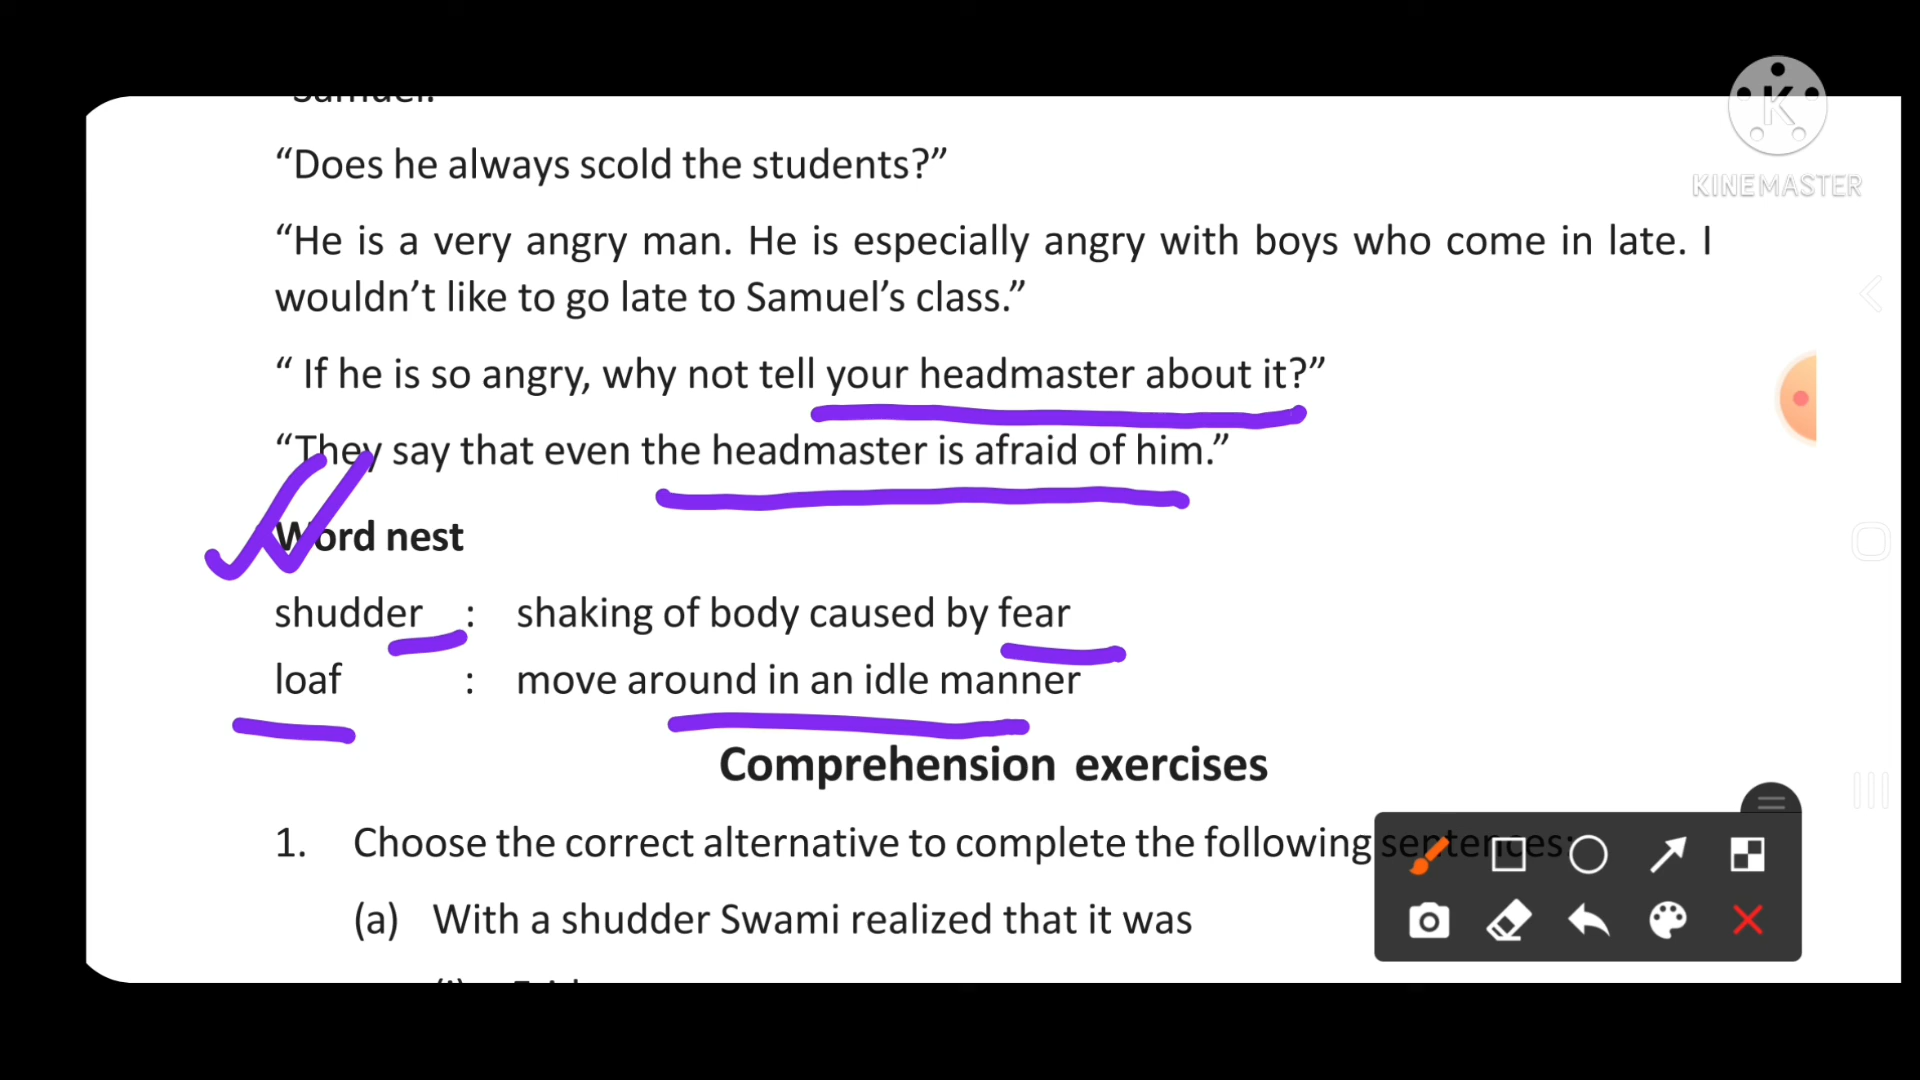 Samuel.
“Does he always scold the students?”
“He is a very angry man. He is especially angry with boys who come in late. I
wouldn’t like to go late to Samuel’s class.”
“ If he is so angry, why not tell your headmaster about it?”
“They say that even the headmaster is afraid of him.”
Word nest
shudder : shaking of body caused by fear
loaf : move around in an idle manner
Comprehension exercises
1. Choose the correct alternative to complete the following sentences:
(a) With a shudder Swami realized that it was
K
KINEMASTER